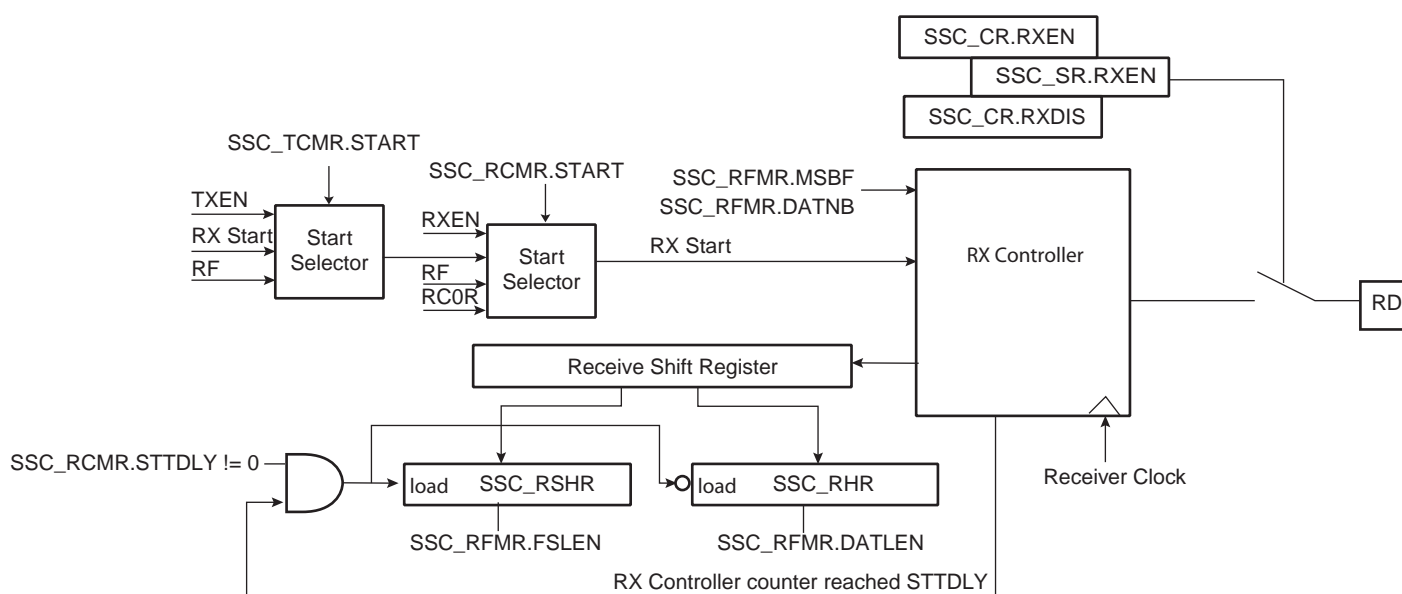 SSC_CR.RXEN
SSC_SR.RXEN
SSC_CR.RXDIS
SSC_TCMR.START
SSC_RCMR.START
SSC_RFMR.MSBF
SSC_RFMR.DATNB
TXEN
RX Start
RF
Start
Selector
RXEN
RF
RC0R
Start
Selector
RX Start
RX Controller
RD
Receive Shift Register
SSC_RCMR.STTDLY != 0
load
SSC_RSHR
load
SSC_RHR
Receiver Clock
SSC_RFMR.FSLEN
SSC_RFMR.DATLEN
RX Controller counter reached STTDLY